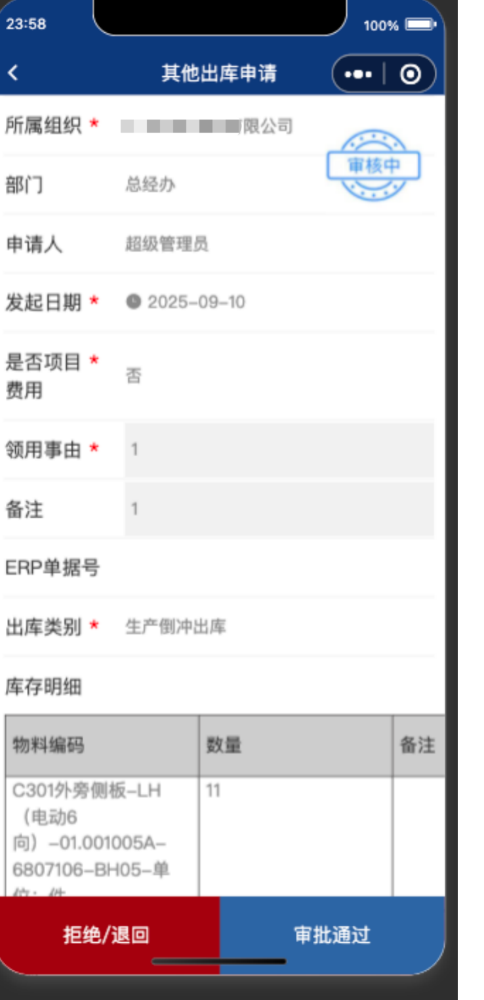 23:58
100%
其他出库申请
所属组织 *
限公司
审核中
部门 总经办
申请人 超级管理员
发起日期 * 2025-09-10
是否项目 *
费用
否
领用事由 * 1
备注 1
ERP单据号
出库类别 * 生产倒冲出库
库存明细
物料编码 数量 备注
C301外旁侧板-LH 11
（电动6
向）-01.001005A-
6807106-BH05-单
位：件
拒绝/退回 审批通过